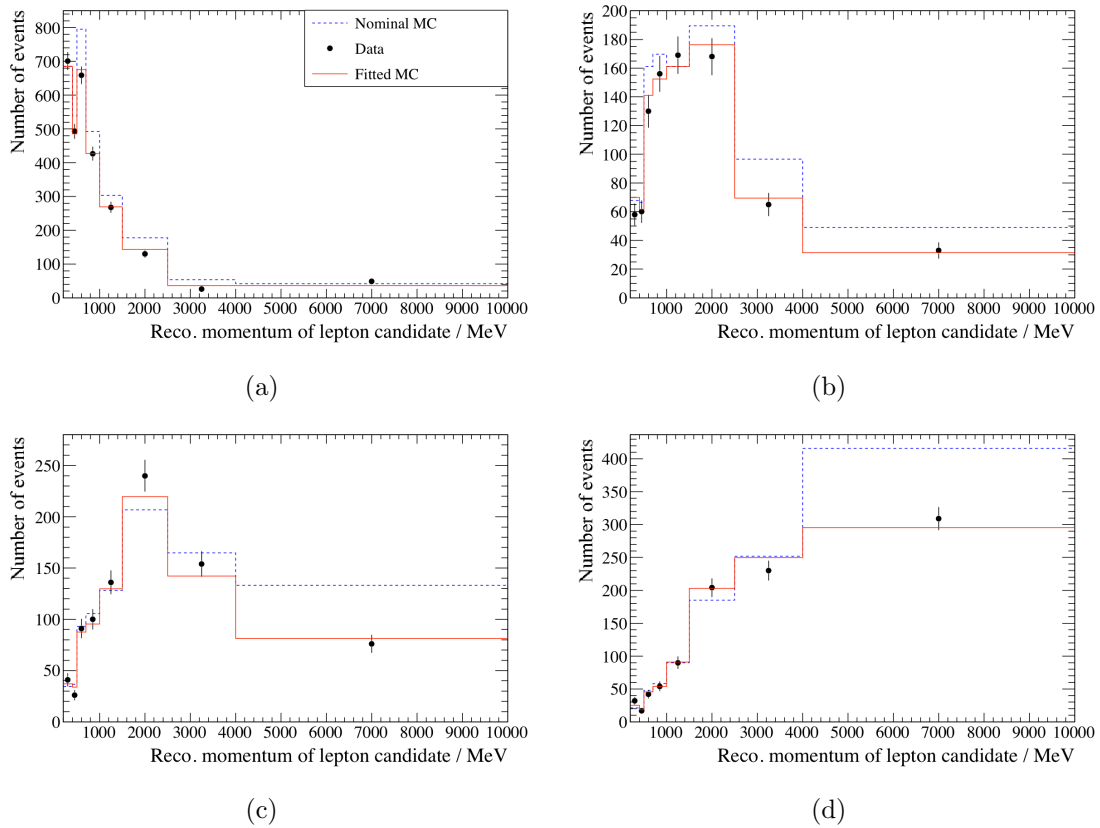 Number of events
800
700
600
500
400
300
200
100
0
Nominal MC
Data
Fitted MC
1000 2000 3000 4000 5000 6000 7000 8000 9000 10000
Reco. momentum of lepton candidate / MeV
(a)
Number of events
200
180
160
140
120
100
80
60
40
20
0
1000 2000 3000 4000 5000 6000 7000 8000 9000 10000
Reco. momentum of lepton candidate / MeV
(b)
Number of events
250
200
150
100
50
0
1000 2000 3000 4000 5000 6000 7000 8000 9000 10000
Reco. momentum of lepton candidate / MeV
(c)
Number of events
400
350
300
250
200
150
100
50
0
1000 2000 3000 4000 5000 6000 7000 8000 9000 10000
Reco. momentum of lepton candidate / MeV
(d)